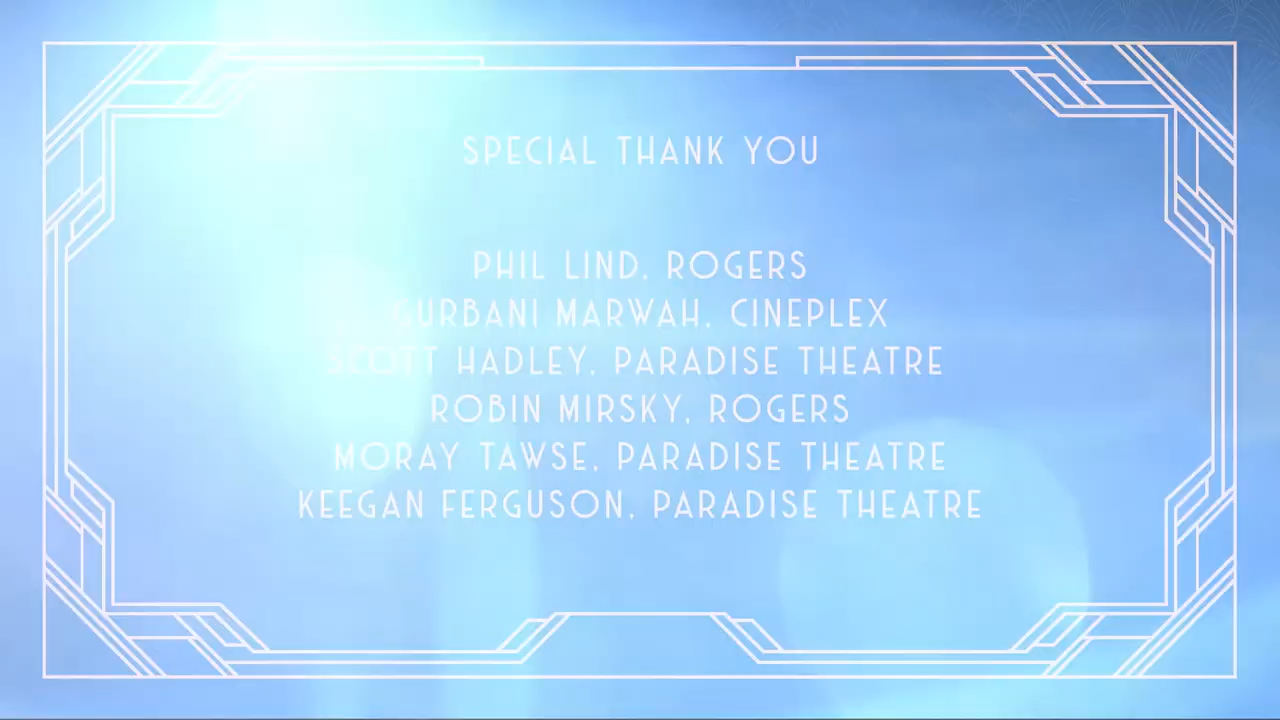 SPECIAL THANK YOU
PHIL LIND, ROGERS
GURBANI MARWAH, CINEPLEX
SCOTT HADLEY, PARADISE THEATRE
ROBIN MIRSKY, ROGERS
MORAY TAWSE, PARADISE THEATRE
KEEGAN FERGUSON, PARADISE THEATRE